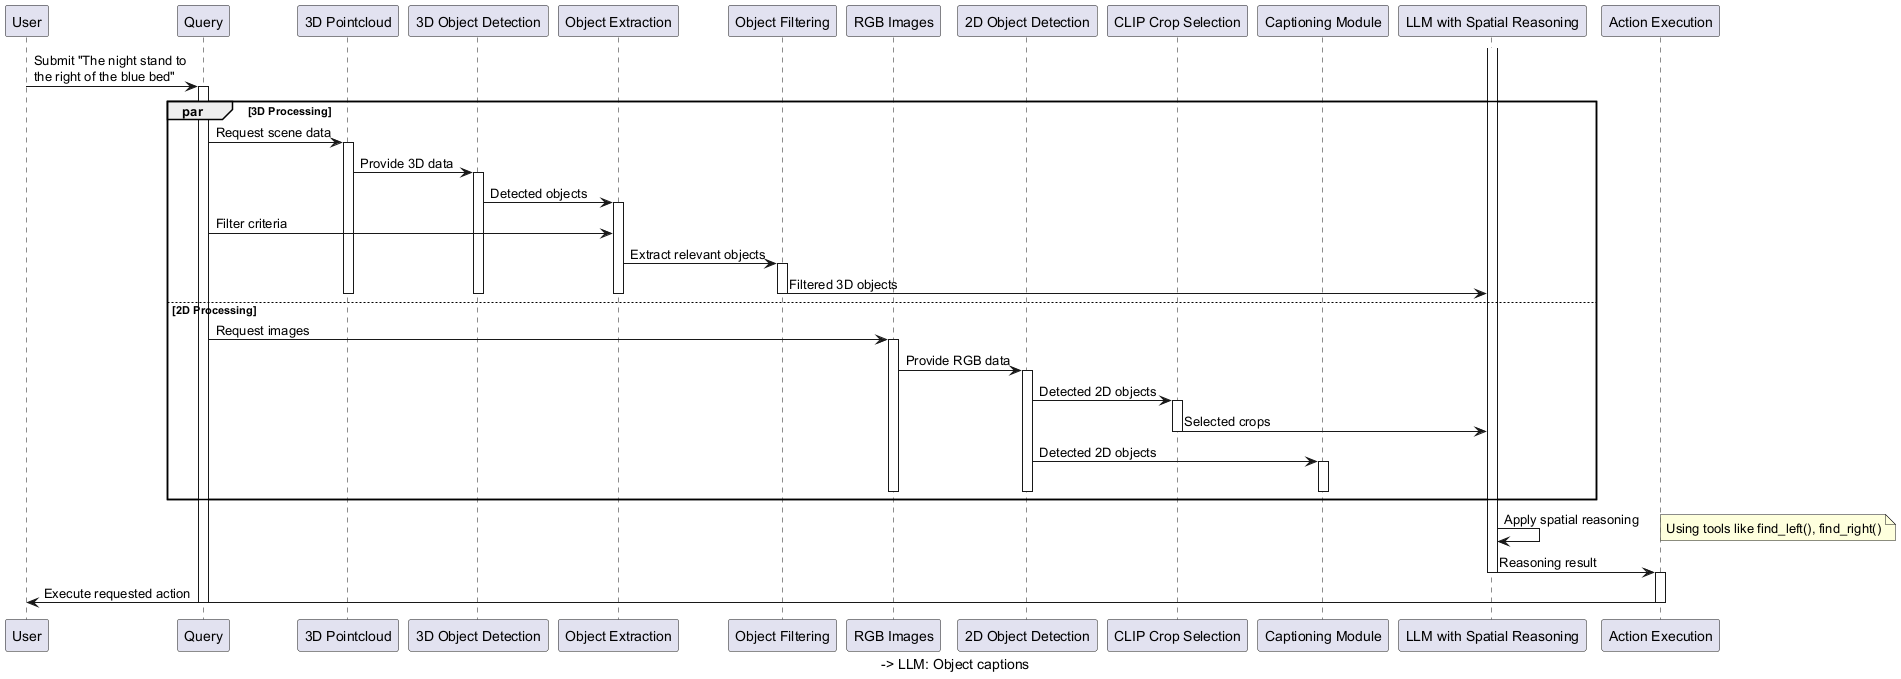 User
Query
3D Pointcloud
3D Object Detection
Object Extraction
Object Filtering
RGB Images
2D Object Detection
CLIP Crop Selection
Captioning Module
LLM with Spatial Reasoning
Action Execution
Submit "The night stand to
the right of the blue bed"
par
[3D Processing]
Request scene data
Provide 3D data
Detected objects
Filter criteria
Extract relevant objects
Filtered 3D objects
[2D Processing]
Request images
Provide RGB data
Detected 2D objects
Selected crops
Detected 2D objects
Apply spatial reasoning
Using tools like find_left(), find_right()
Reasoning result
Execute requested action
User
Query
3D Pointcloud
3D Object Detection
Object Extraction
Object Filtering
RGB Images
2D Object Detection
CLIP Crop Selection
Captioning Module
LLM with Spatial Reasoning
Action Execution
-> LLM: Object captions